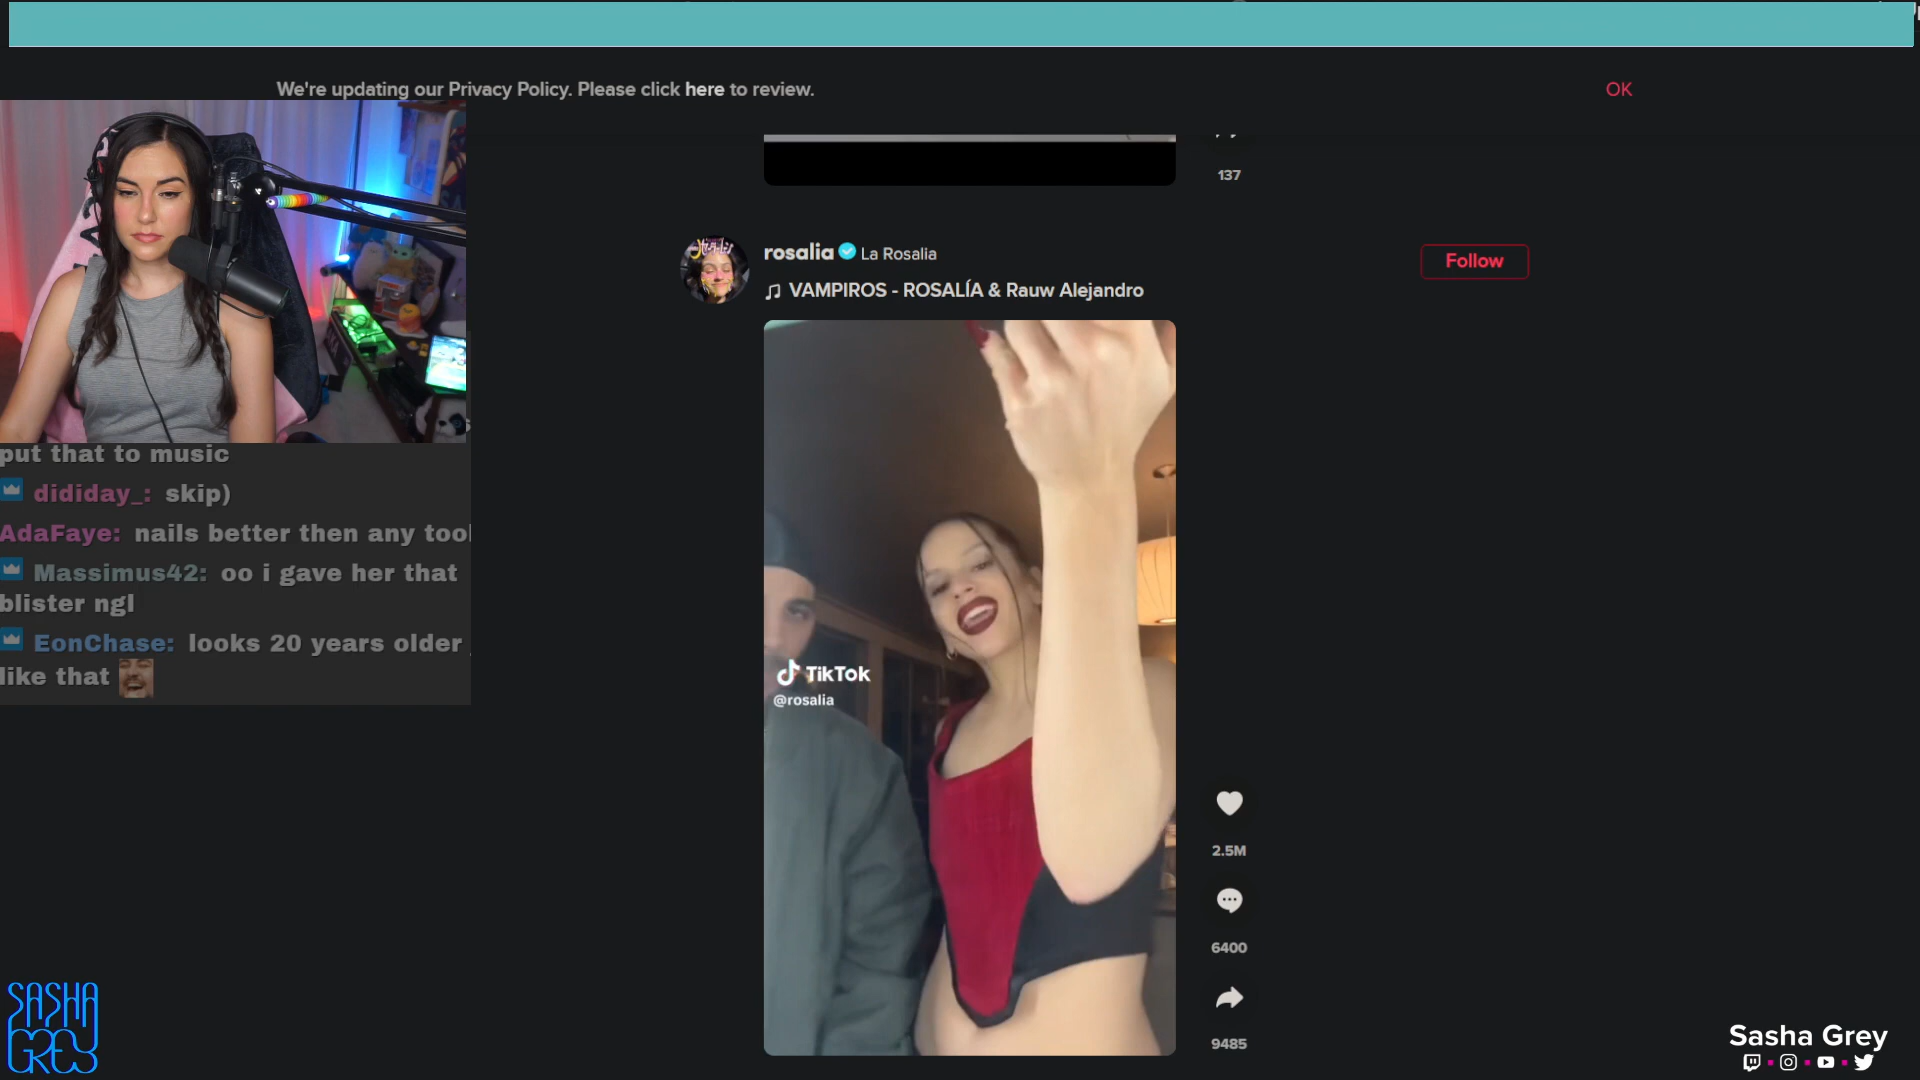 We're updating our Privacy Policy. Please click here to review.
OK
137
rosalia La Rosalia
Follow
VAMPIROS - ROSALÍA & Rauw Alejandro
put that to music
dididay_: skip)
AdaFaye: nails better then any tool
Massimus42: oo i gave her that
blister ngl
EonChase: looks 20 years older
like that
TikTok
@rosalia
2.5M
6400
9485
SASHA
GREY
Sasha Grey